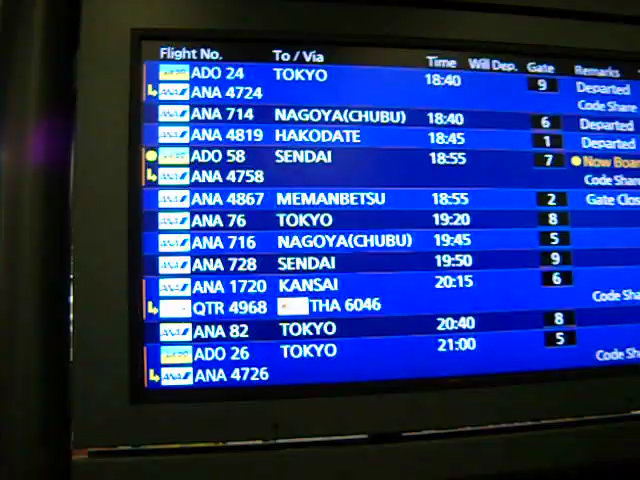 Flight No. To / Via Time Will Dep. Gate Remarks
ADO 24 TOKYO 18:40 9 Departed
ANA 4724 Code Share
ANA 714 NAGOYA(CHUBU) 18:40 6 Departed
ANA 4819 HAKODATE 18:45 1 Departed
ADO 58 SENDAI 18:55 7 Now Boa
ANA 4758 Code Share
ANA 4867 MEMANBETSU 18:55 2 Gate Clos
ANA 76 TOKYO 19:20 8
ANA 716 NAGOYA(CHUBU) 19:45 5
ANA 728 SENDAI 19:50 9
ANA 1720 KANSAI 20:15 6
QTR 4968 THA 6046 Code Sha
ANA 82 TOKYO 20:40 8
ADO 26 TOKYO 21:00 5
ANA 4726 Code Sh